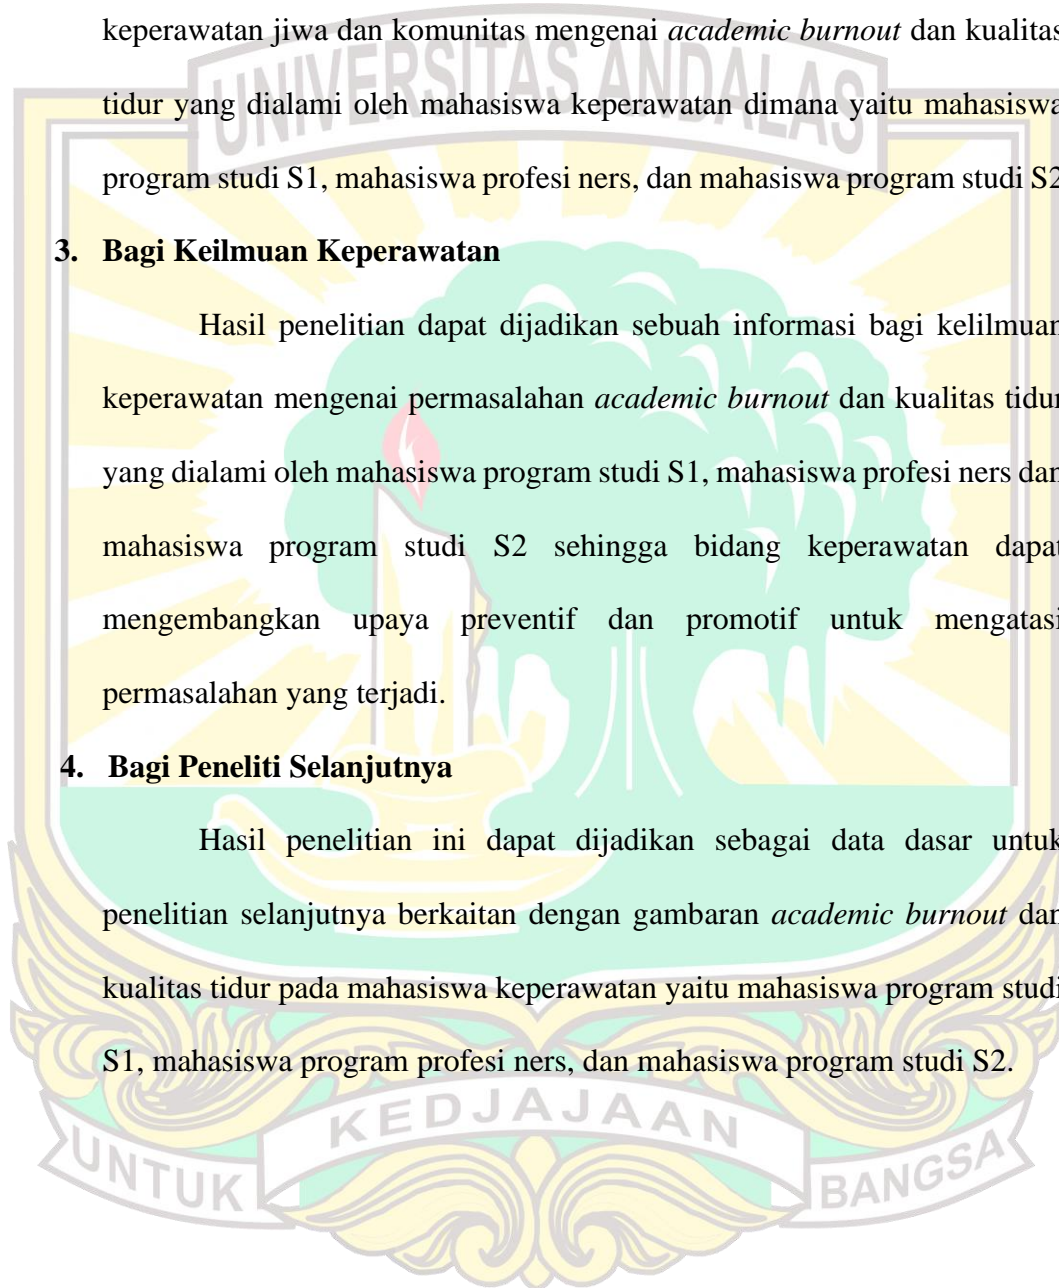 keperawatan jiwa dan komunitas mengenai academic burnout dan kualitas
UNIVERSITAS ANDALAS
tidur yang dialami oleh mahasiswa keperawatan dimana yaitu mahasiswa
program studi S1, mahasiswa profesi ners, dan mahasiswa program studi S2
3. Bagi Keilmuan Keperawatan
Hasil penelitian dapat dijadikan sebuah informasi bagi kelilmuan
keperawatan mengenai permasalahan academic burnout dan kualitas tidur
yang dialami oleh mahasiswa program studi S1, mahasiswa profesi ners dan
mahasiswa program studi S2 sehingga bidang keperawatan dapat
mengembangkan upaya preventif dan promotif untuk mengatasi
permasalahan yang terjadi.
4. Bagi Peneliti Selanjutnya
Hasil penelitian ini dapat dijadikan sebagai data dasar untuk
penelitian selanjutnya berkaitan dengan gambaran academic burnout dan
kualitas tidur pada mahasiswa keperawatan yaitu mahasiswa program studi
S1, mahasiswa program profesi ners, dan mahasiswa program studi S2.
UNTUK KEDJAJAAN BANGSA